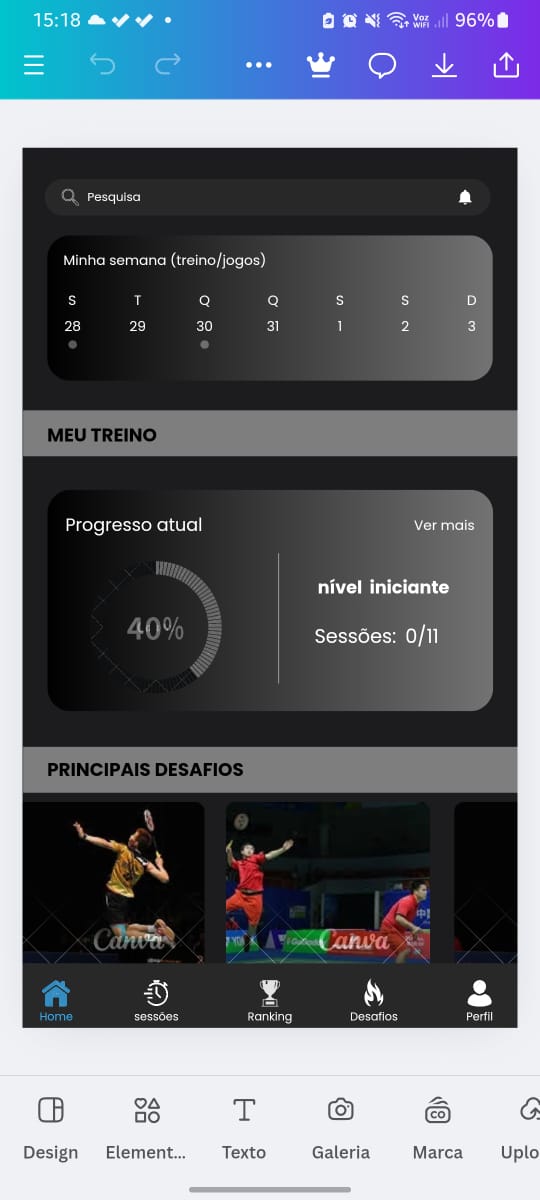 15:18 Voz WiFi 96%
Pesquisa
Minha semana (treino/jogos)
S T Q Q S S D
28 29 30 31 1 2 3
MEU TREINO
Progresso atual Ver mais
nível iniciante
40%
Sessões: 0/11
PRINCIPAIS DESAFIOS
Canva Canva
Home sessões Ranking Desafios Perfil
CO
Design Element... Texto Galeria Marca Uplo